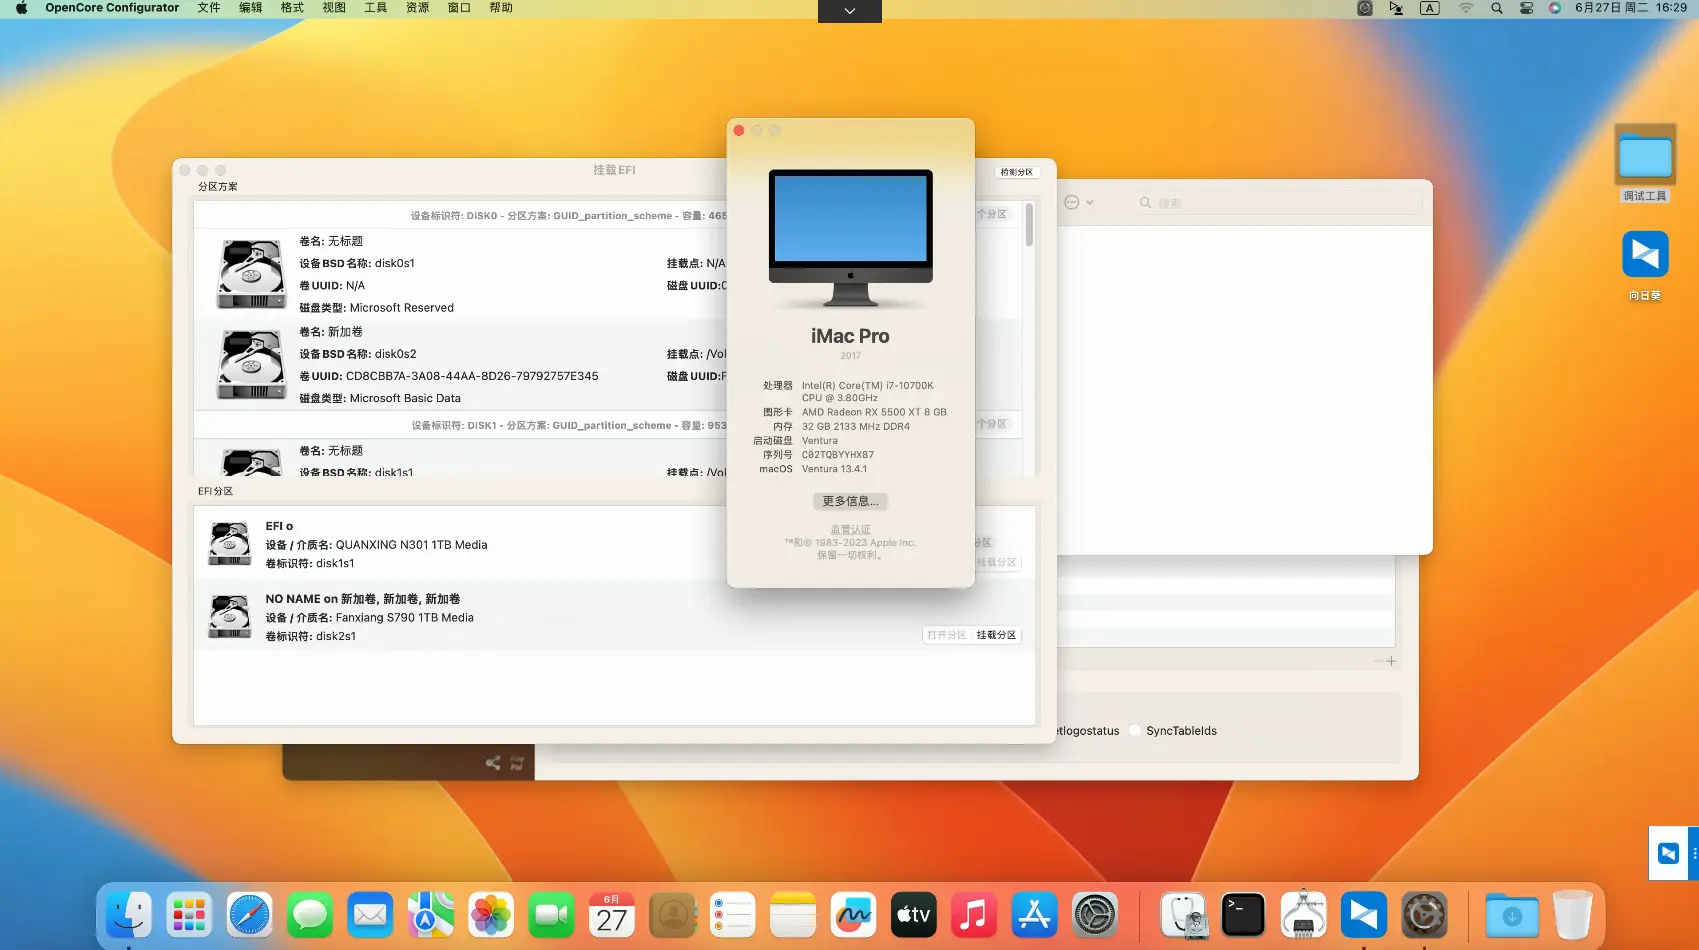 OpenCore Configurator 文件 编辑 格式 视图 工具 资源 窗口 帮助
A 6月27日 周二 16:29
调试工具
向日葵
挂载EFI
检测分区
分区方案
设备标识符: DISK0 - 分区方案: GUID_partition_scheme - 容量: 465
个分区
卷名: 无标题
设备BSD名称: disk0s1
挂载点: N/A
卷UUID: N/A
磁盘UUID:
磁盘类型: Microsoft Reserved
卷名: 新加卷
设备BSD名称: disk0s2
挂载点: /Vol
卷UUID: CD8CBB7A-3A08-44AA-8D26-79792757E345
磁盘UUID:F
磁盘类型: Microsoft Basic Data
设备标识符: DISK1 - 分区方案: GUID_partition_scheme - 容量: 953
个分区
卷名: 无标题
设备BSD名称: disk1s1
挂载点: /Vol
EFI分区
EFI o
设备 / 介质名: QUANXING N301 1TB Media
卷标识符: disk1s1
分区
挂载分区
NO NAME on 新加卷, 新加卷, 新加卷
设备 / 介质名: Fanxiang S790 1TB Media
卷标识符: disk2s1
打开分区 挂载分区
iMac Pro
2017
处理器 Intel(R) Core(TM) i7-10700K
CPU @ 3.80GHz
图形卡 AMD Radeon RX 5500 XT 8 GB
内存 32 GB 2133 MHz DDR4
启动磁盘 Ventura
序列号 C02TQBYYHX87
macOS Ventura 13.4.1
更多信息...
监管认证
™和© 1983-2023 Apple Inc.
保留一切权利。
搜索
etlogostatus SyncTableIds
6月
27
tv